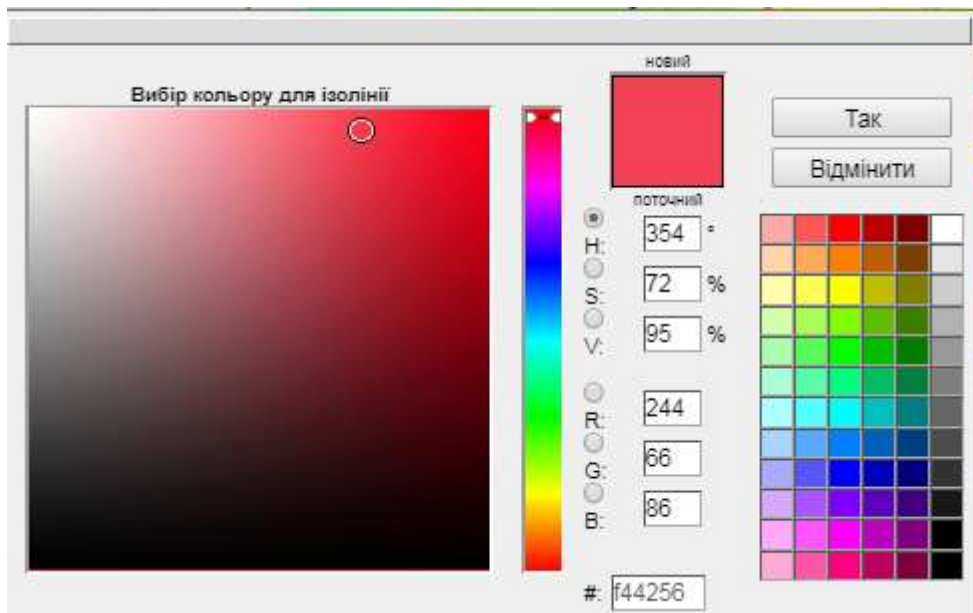 Вибір кольору для ізолінії
новий
поточний
Так
Відмінити
H: 354 °
S: 72 %
V: 95 %
R: 244
G: 66
B: 86
#: f44256